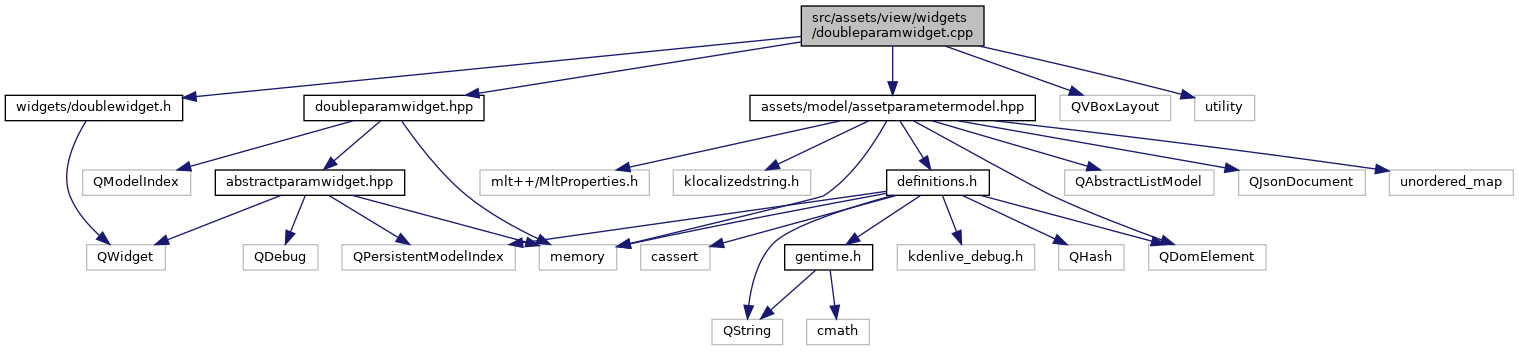 src/assets/view/widgets
/doubleparamwidget.cpp
widgets/doublewidget.h
doubleparamwidget.hpp
assets/model/assetparametermodel.hpp
QVBoxLayout
utility
QModelIndex
abstractparamwidget.hpp
mlt++/MltProperties.h
klocalizedstring.h
definitions.h
QAbstractListModel
QJsonDocument
unordered_map
QWidget
QDebug
QPersistentModelIndex
memory
cassert
gentime.h
kdenlive_debug.h
QHash
QDomElement
QString
cmath